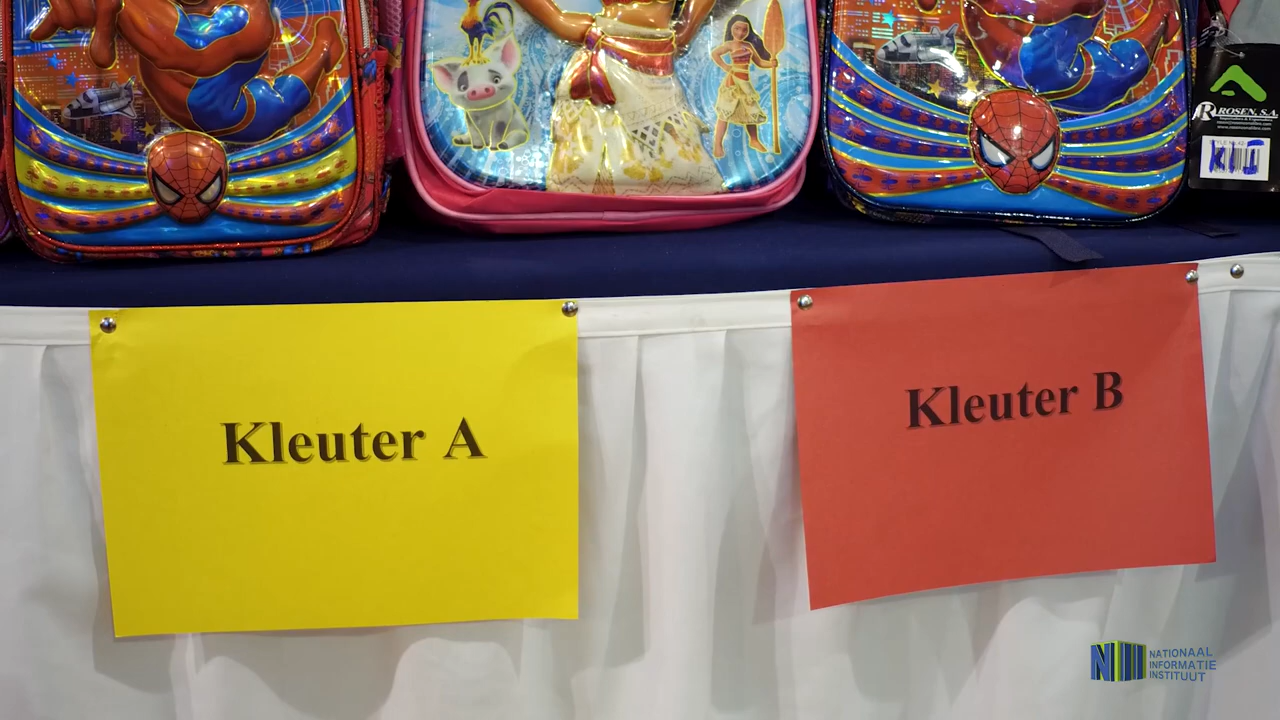 ROSEN, S.A.
Kleuter A
Kleuter B
NATIONAAL
INFORMATIE
INSTITUUT